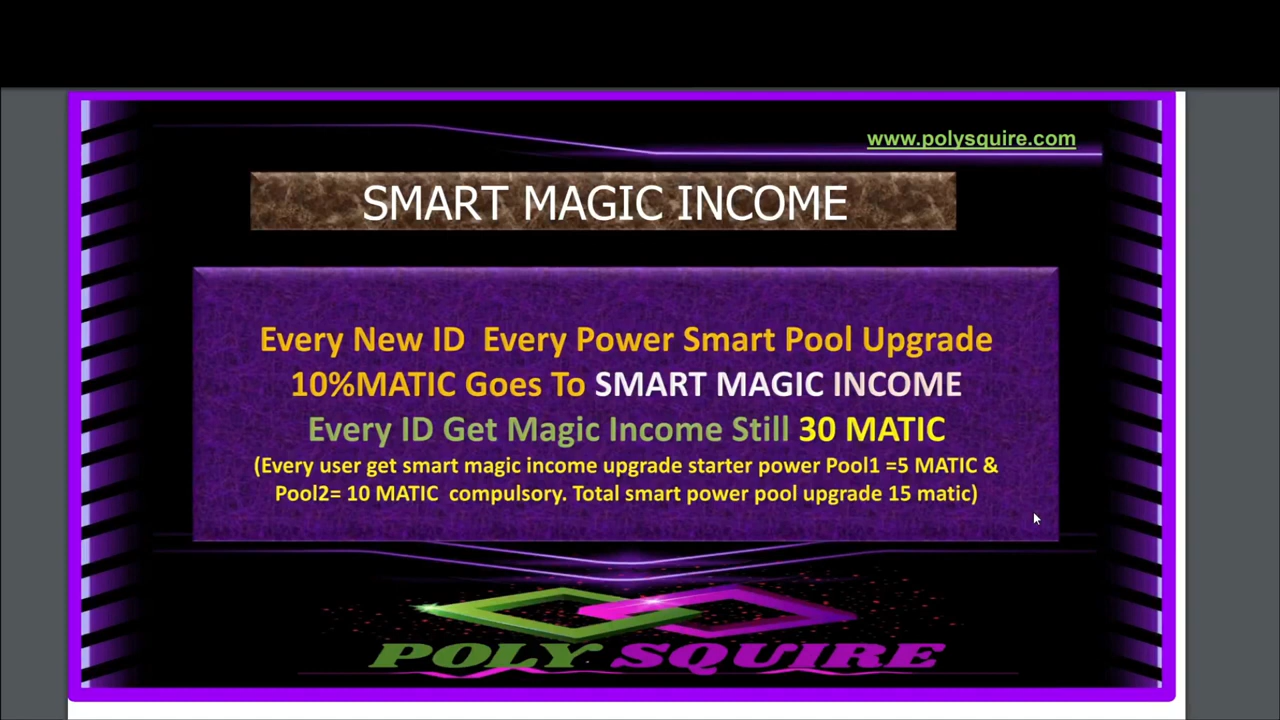 www.polysquire.com
SMART MAGIC INCOME
Every New ID Every Power Smart Pool Upgrade
10%MATIC Goes To SMART MAGIC INCOME
Every ID Get Magic Income Still 30 MATIC
(Every user get smart magic income upgrade starter power Pool1 =5 MATIC &
Pool2= 10 MATIC compulsory. Total smart power pool upgrade 15 matic)
POLY SQUIRE